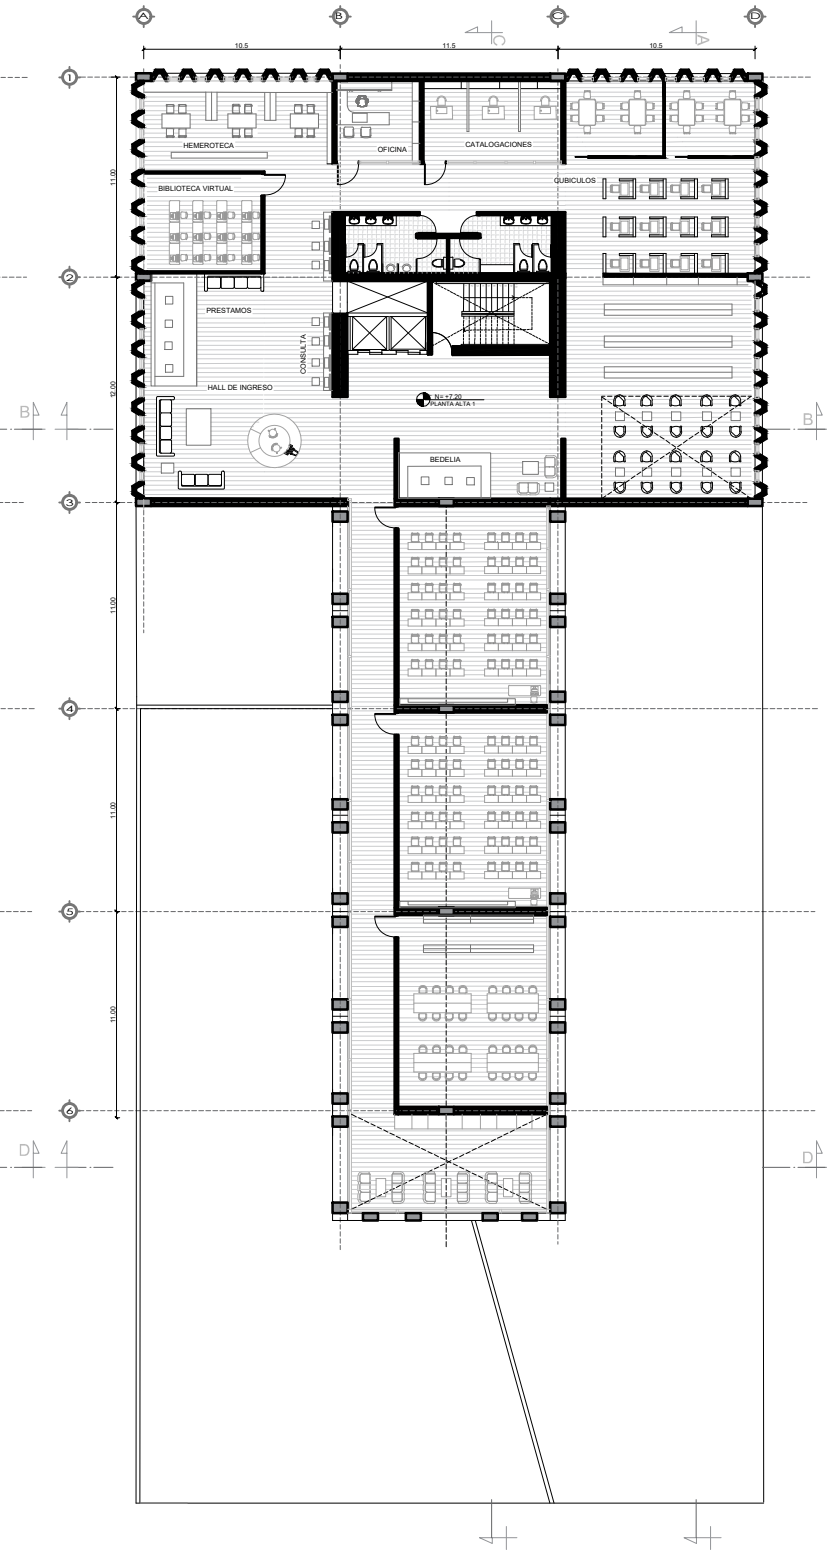 A B C D
C A
10.5 11.5 10.5
1
HEMEROTECA
OFICINA
CATALOGACIONES
11.00
BIBLIOTECA VIRTUAL
CUBICULOS
2
PRESTAMOS
CONSULTA
12.00
HALL DE INGRESO
N= +7.20
PLANTA ALTA 1
B B
BEDELIA
3
11.00
4
11.00
5
11.00
6
D D